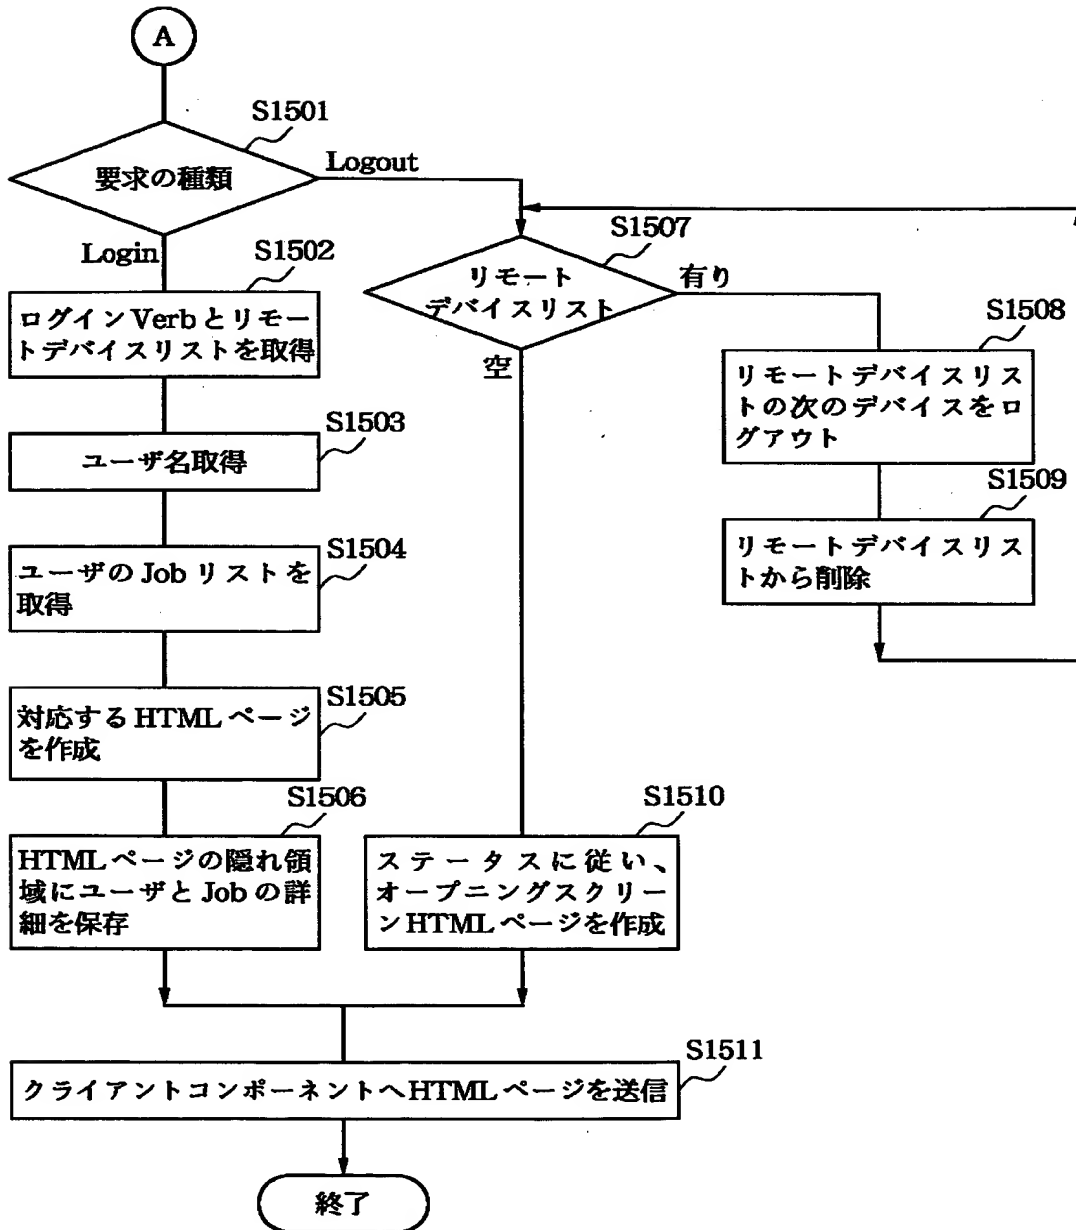 A
S1501
要求の種類
Logout
Login
S1502
ログインVerbとリモー
トデバイスリストを取得
S1503
ユーザ名取得
S1504
ユーザのJobリストを
取得
S1505
対応するHTMLページ
を作成
S1506
HTMLページの隠れ領
域にユーザとJobの詳
細を保存
S1507
リモート
デバイスリスト
有り
空
S1508
リモートデバイスリス
トの次のデバイスをロ
グアウト
S1509
リモートデバイスリス
トから削除
S1510
ステータスに従い、
オープニングスクリー
ンHTMLページを作成
S1511
クライアントコンポーネントへHTMLページを送信
終了